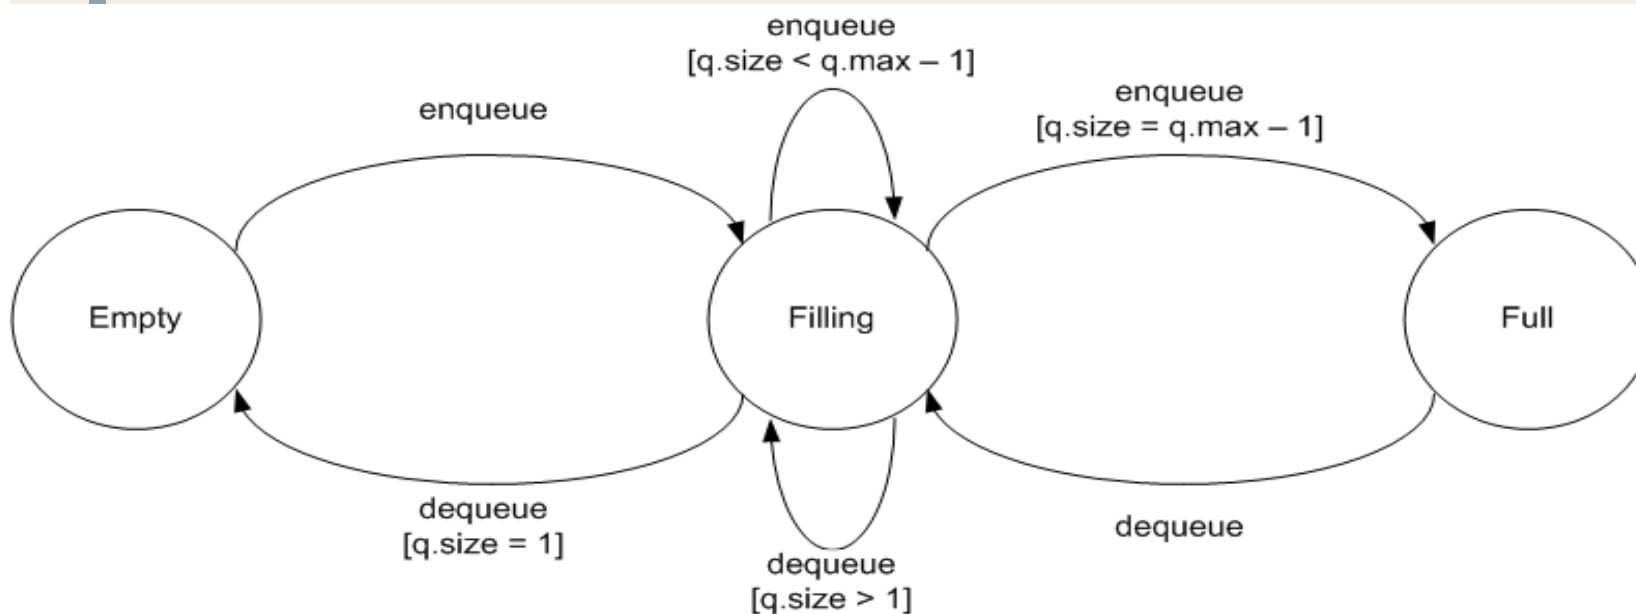 enqueue
[q.size < q.max – 1]
enqueue
enqueue
[q.size = q.max – 1]
Empty
Filling
Full
dequeue
[q.size = 1]
dequeue
dequeue
[q.size > 1]